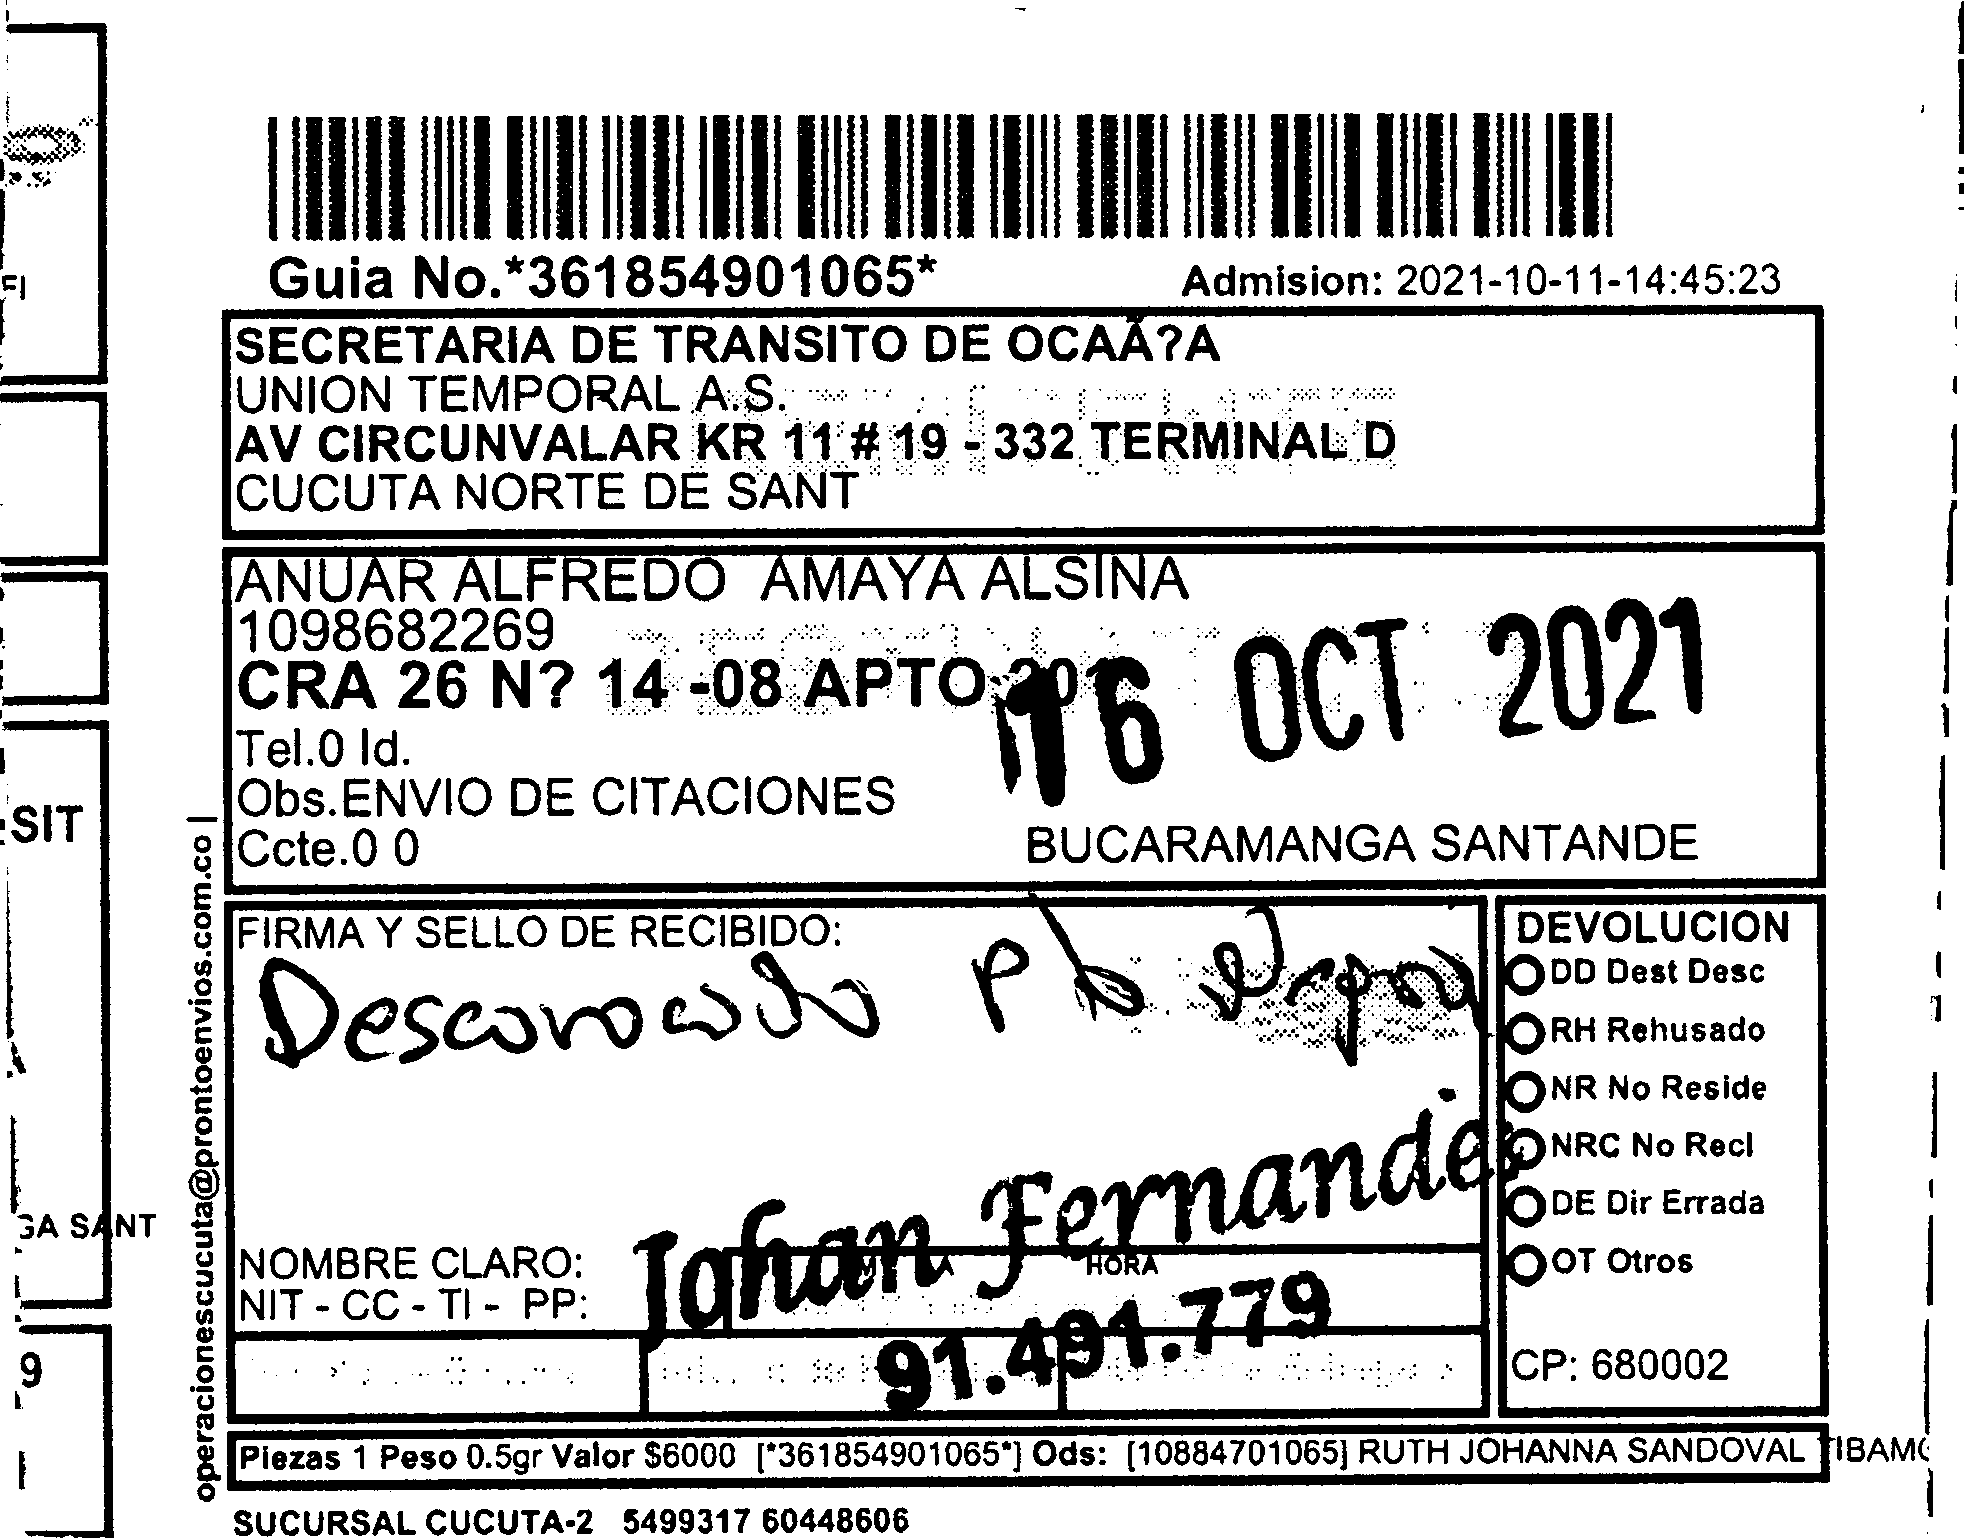 Guia No.*361854901065*
Admision: 2021-10-11-14:45:23
SECRETARIA DE TRANSITO DE OCAÃ?A
UNION TEMPORAL A.S.
AV CIRCUNVALAR KR 11 # 19 - 332 TERMINAL D
CUCUTA NORTE DE SANT
ANUAR ALFREDO AMAYA ALSINA
1098682269
CRA 26 N? 14 -08 APTO
16 OCT 2021
Tel.0 Id.
Obs.ENVIO DE CITACIONES
Ccte.0 0
BUCARAMANGA SANTANDE
FIRMA Y SELLO DE RECIBIDO:
Desconocido
Johan Fernandez
91.491.779
NOMBRE CLARO:
HORA
NIT - CC - TI - PP:
DEVOLUCION
DD Dest Desc
RH Rehusado
NR No Reside
NRC No Recl
DE Dir Errada
OT Otros
CP: 680002
Piezas 1 Peso 0.5gr Valor $6000 [*361854901065*] Ods: [10884701065] RUTH JOHANNA SANDOVAL TIBAMO
SUCURSAL CUCUTA-2 5499317 60448606
operacionescucuta@prontoenvios.com.co |
FI
SIT
GA SANT
9